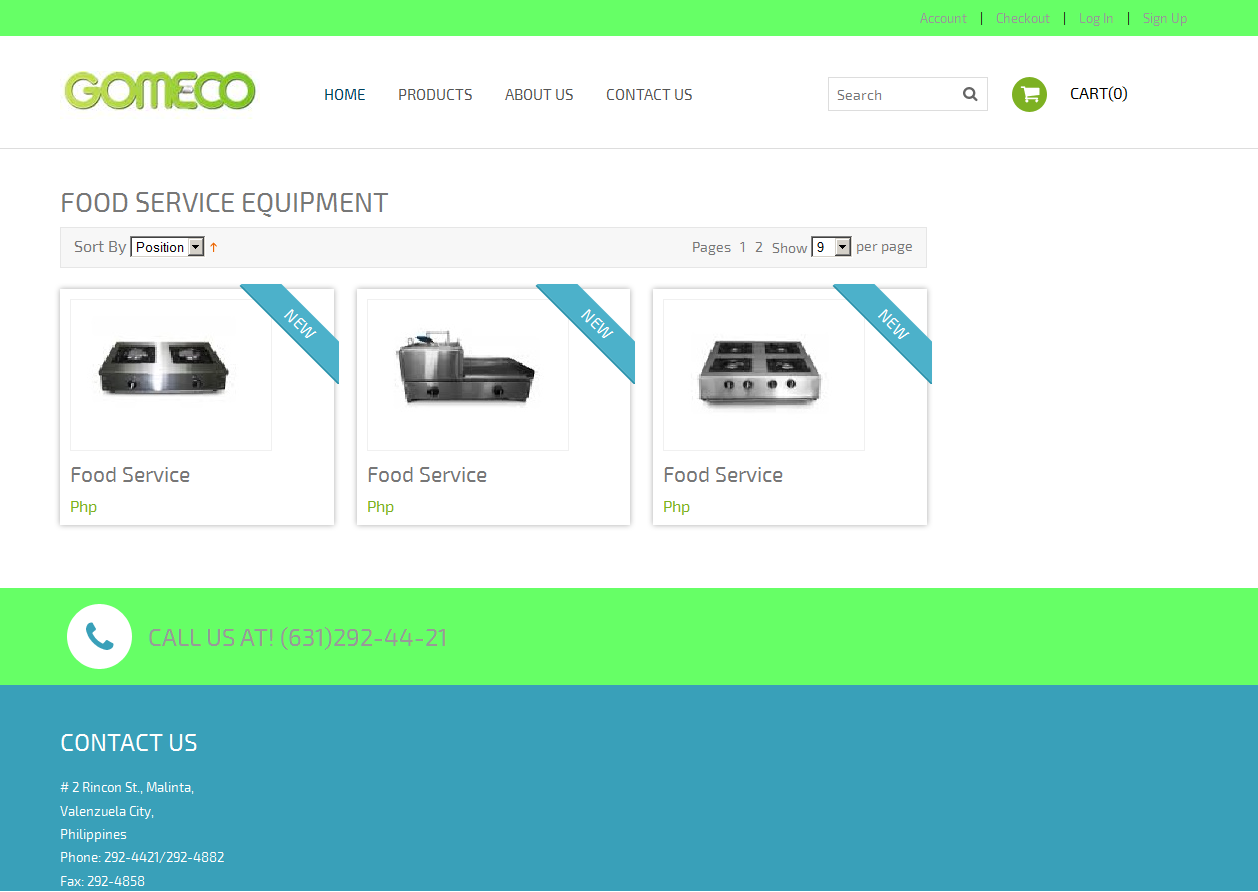 Account | Checkout | Log In | Sign Up
GOMECO HOME PRODUCTS ABOUT US CONTACT US Search CART(0)
FOOD SERVICE EQUIPMENT
Sort By Position Pages 1 2 Show 9 per page
NEW NEW NEW
Food Service Food Service Food Service
Php Php Php
CALL US AT! (631)292-44-21
CONTACT US
# 2 Rincon St., Malinta,
Valenzuela City,
Philippines
Phone: 292-4421/292-4882
Fax: 292-4858